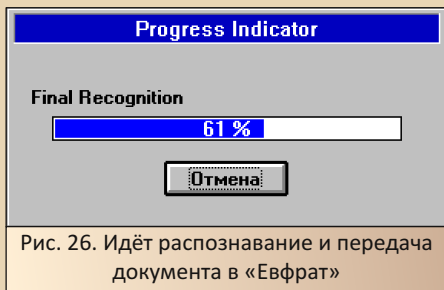 Progress Indicator
Final Recognition
61 %
Отмена
Рис. 26. Идёт распознавание и передача
документа в «Евфрат»